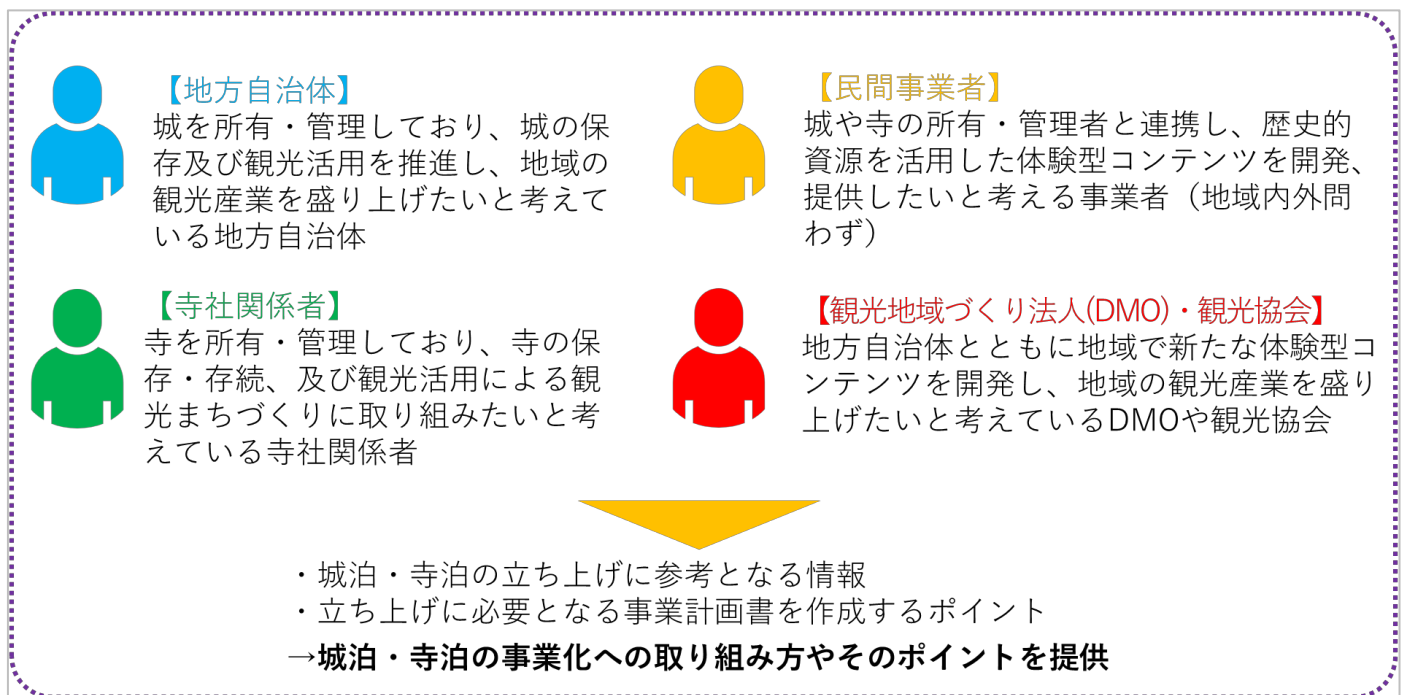 【地方自治体】
城を所有・管理しており、城の保
存及び観光活用を推進し、地域の
観光産業を盛り上げたいと考えて
いる地方自治体
【民間事業者】
城や寺の所有・管理者と連携し、歴史的
資源を活用した体験型コンテンツを開発、
提供したいと考える事業者（地域内外問
わず）
【寺社関係者】
寺を所有・管理しており、寺の保
存・存続、及び観光活用による観
光まちづくりに取り組みたいと考
えている寺社関係者
【観光地域づくり法人(DMO)・観光協会】
地方自治体とともに地域で新たな体験型コ
ンテンツを開発し、地域の観光産業を盛り
上げたいと考えているDMOや観光協会
・城泊・寺泊の立ち上げに参考となる情報
・立ち上げに必要となる事業計画書を作成するポイント
→城泊・寺泊の事業化への取り組み方やそのポイントを提供